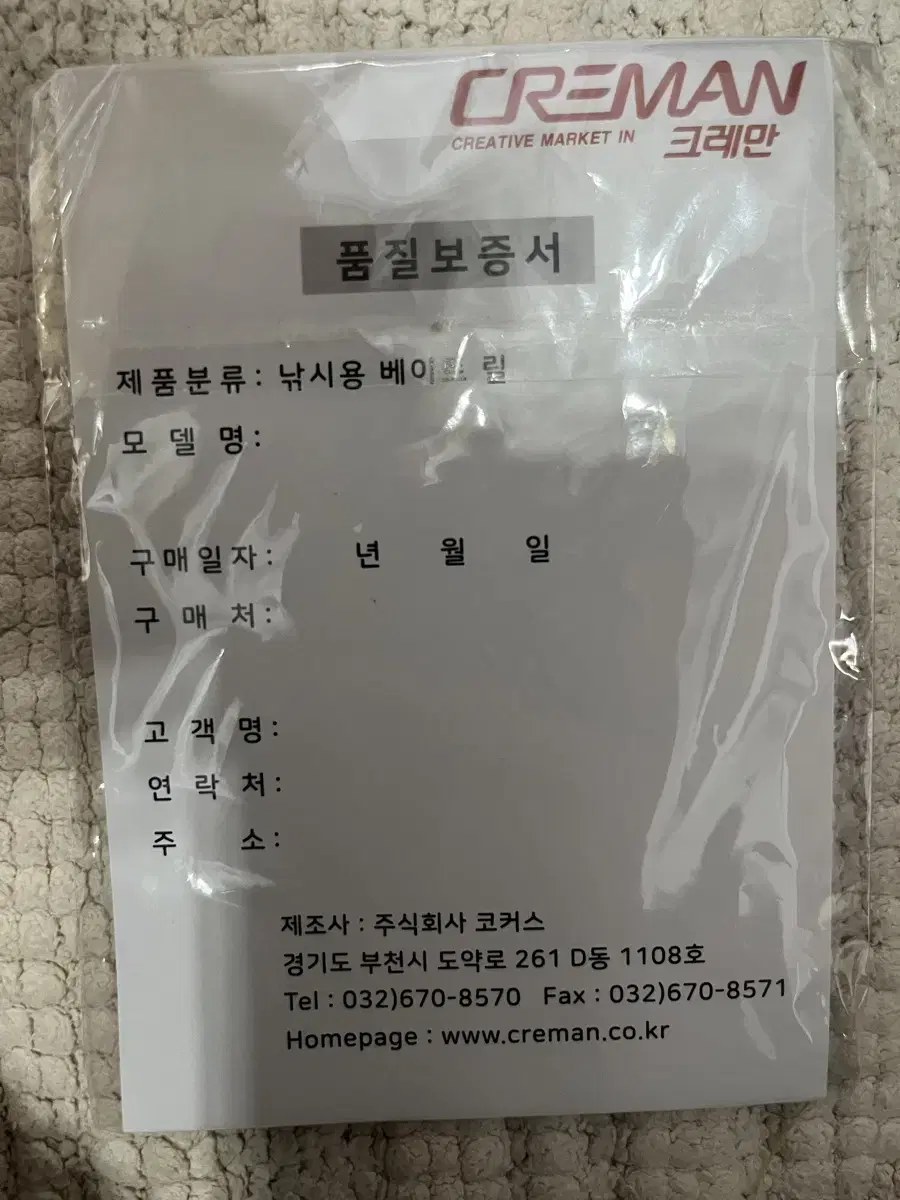 CREMAN
CREATIVE MARKET IN 크레만
품질보증서
제품분류: 낚시용 베이트 릴
모 델 명:
구매일자: 년 월 일
구 매 처:
고 객 명:
연 락 처:
주 소:
제조사 : 주식회사 코커스
경기도 부천시 도약로 261 D동 1108호
Tel : 032)670-8570 Fax : 032)670-8571
Homepage : www.creman.co.kr